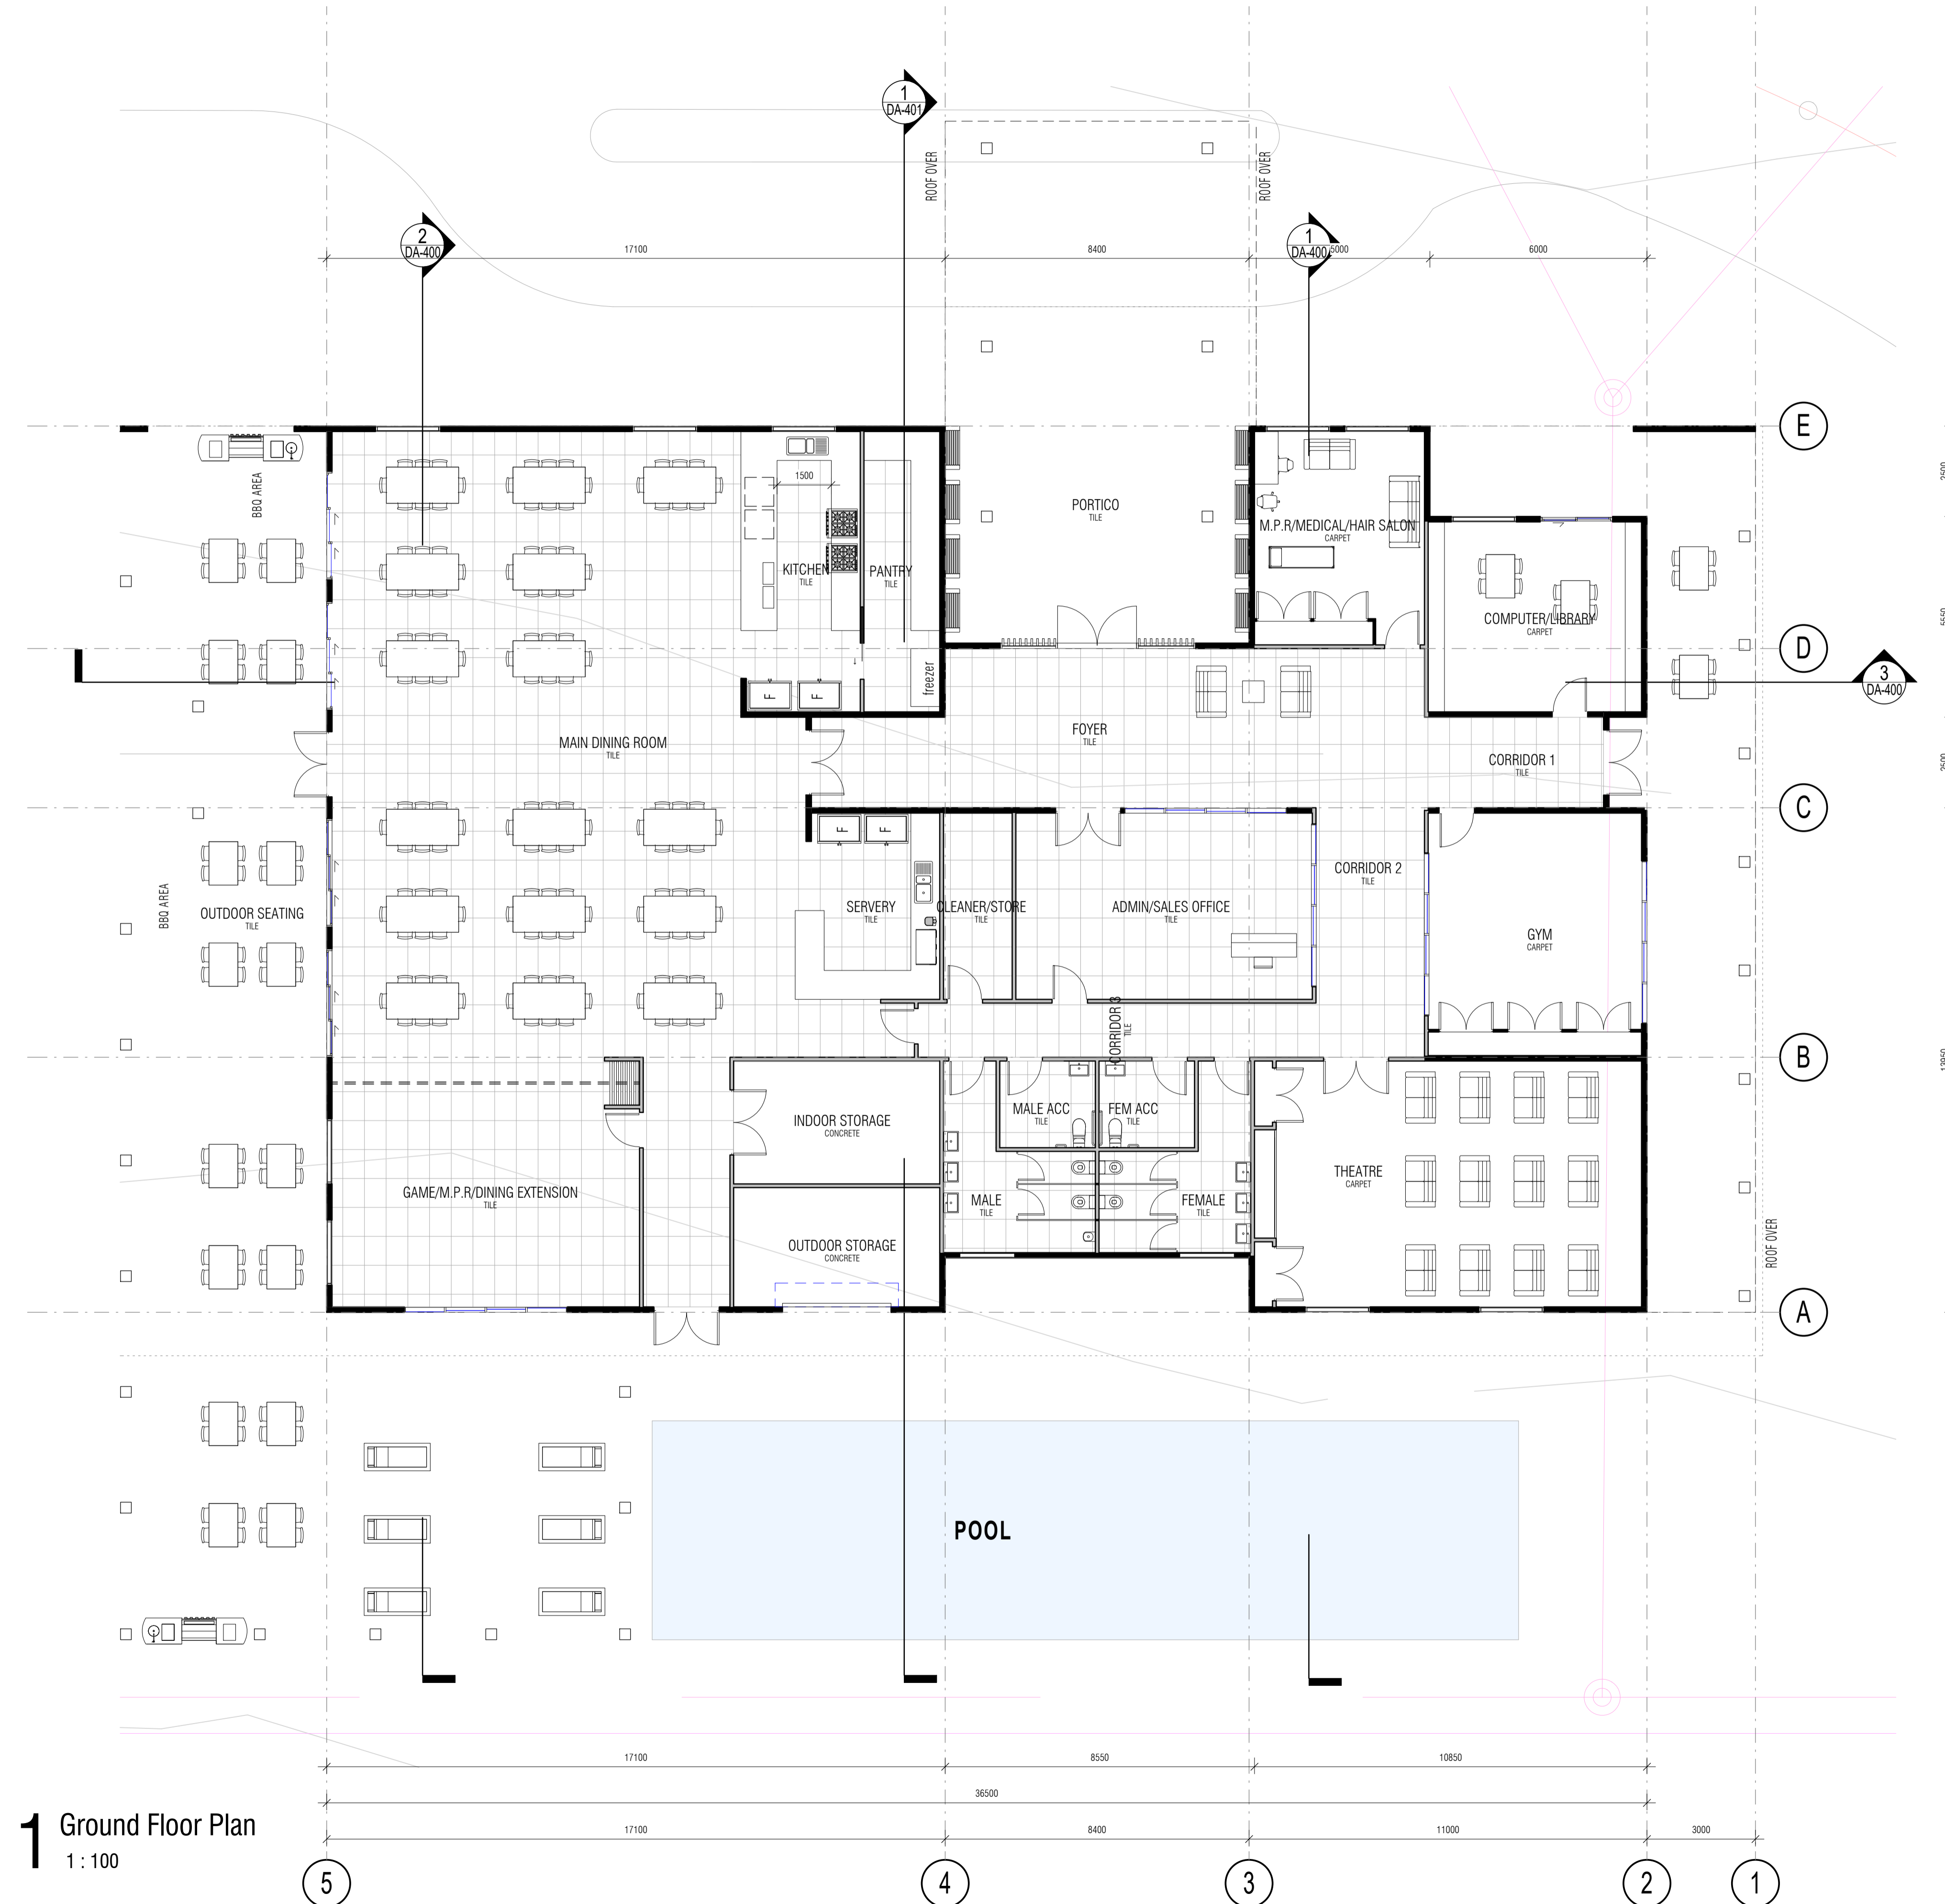 1
DA-401
ROOF OVER
ROOF OVER
2
DA-400
1
DA-400
17100
8400
5000
6000
E
BBQ AREA
1500
KITCHEN
TILE
PANTRY
TILE
PORTICO
TILE
M.P.R/MEDICAL/HAIR SALON
CARPET
COMPUTER/LIBRARY
CARPET
D
freezer
F
F
3
DA-400
MAIN DINING ROOM
TILE
FOYER
TILE
CORRIDOR 1
TILE
C
F
F
BBQ AREA
OUTDOOR SEATING
TILE
SERVERY
TILE
CLEANER/STORE
TILE
ADMIN/SALES OFFICE
TILE
CORRIDOR 2
TILE
GYM
CARPET
CORRIDOR 3
TILE
B
INDOOR STORAGE
CONCRETE
MALE ACC
TILE
FEM ACC
TILE
THEATRE
CARPET
GAME/M.P.R/DINING EXTENSION
TILE
MALE
TILE
FEMALE
TILE
OUTDOOR STORAGE
CONCRETE
ROOF OVER
A
POOL
17100
8550
10850
36500
17100
8400
11000
3000
1 Ground Floor Plan
1 : 100
5
4
3
2
1